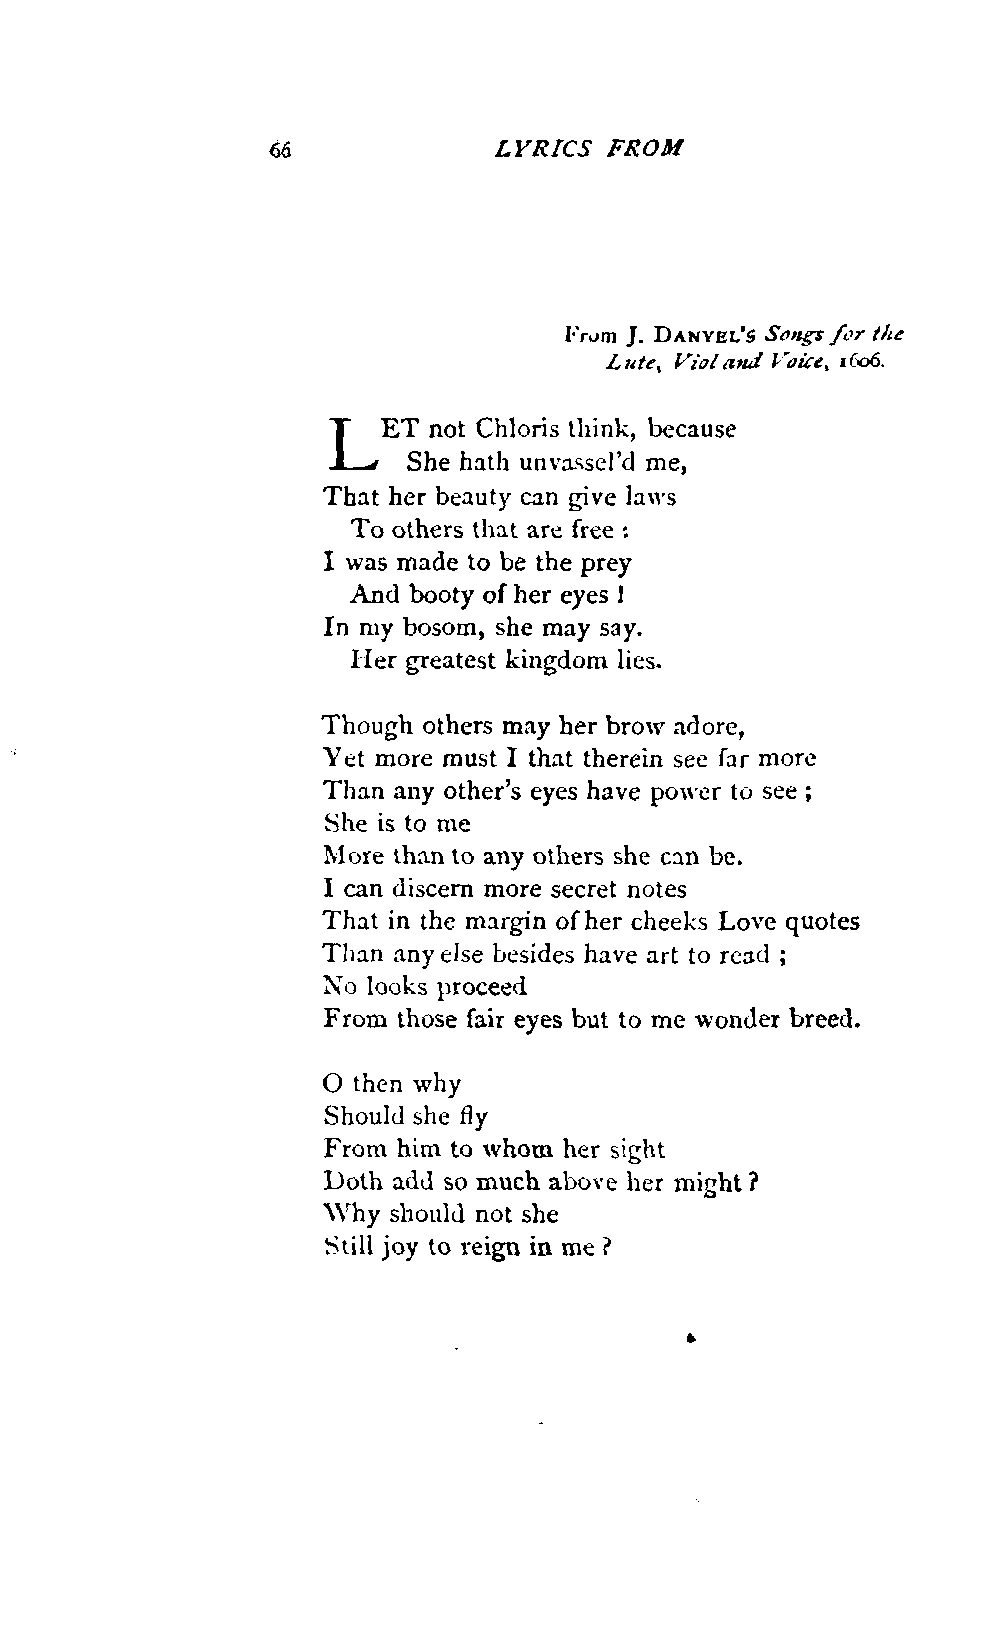 66 LYRICS FROM
From J. DANYEL'S Songs for the
Lute, Viol and Voice, 1606.
LET not Chloris think, because
She hath unvassel'd me,
That her beauty can give laws
To others that are free :
I was made to be the prey
And booty of her eyes !
In my bosom, she may say.
Her greatest kingdom lies.
Though others may her brow adore,
Yet more must I that therein see far more
Than any other's eyes have power to see ;
She is to me
More than to any others she can be.
I can discern more secret notes
That in the margin of her cheeks Love quotes
Than any else besides have art to read ;
No looks proceed
From those fair eyes but to me wonder breed.
O then why
Should she fly
From him to whom her sight
Doth add so much above her might ?
Why should not she
Still joy to reign in me ?